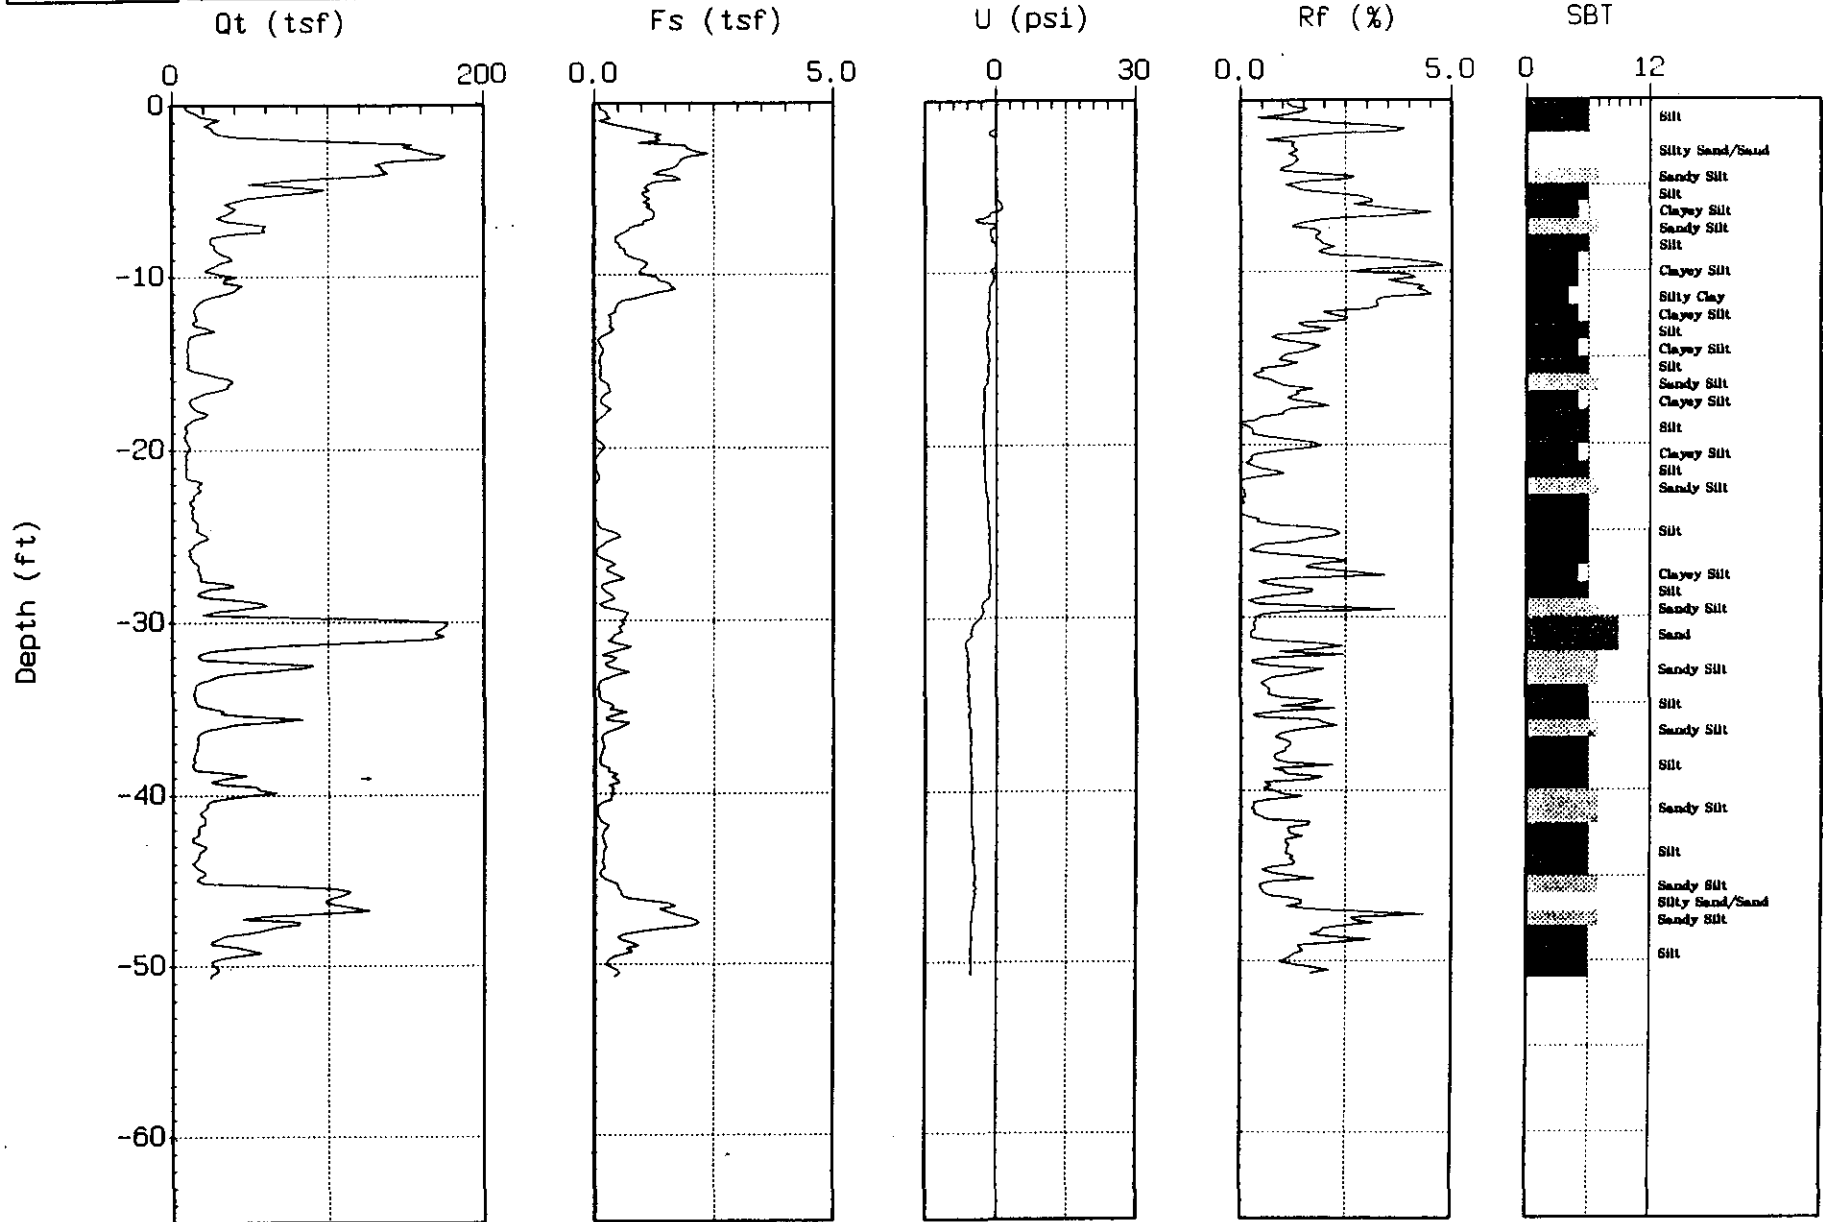 Qt (tsf) Fs (tsf) U (psi) Rf (%) SBT
0 200 0.0 5.0 0 30 0.0 5.0 0 12
0
Silt
Silty Sand/Sand
Sandy Silt
Silt
Clayey Silt
Sandy Silt
Silt
-10
Clayey Silt
Silty Clay
Clayey Silt
Silt
Clayey Silt
Silt
Sandy Silt
Clayey Silt
Silt
-20
Clayey Silt
Silt
Sandy Silt
Silt
Clayey Silt
Silt
Sandy Silt
-30
Sand
Sandy Silt
Silt
Sandy Silt
Silt
-40
Sandy Silt
Silt
Sandy Silt
Silty Sand/Sand
Sandy Silt
Silt
-50
-60
Depth (ft)